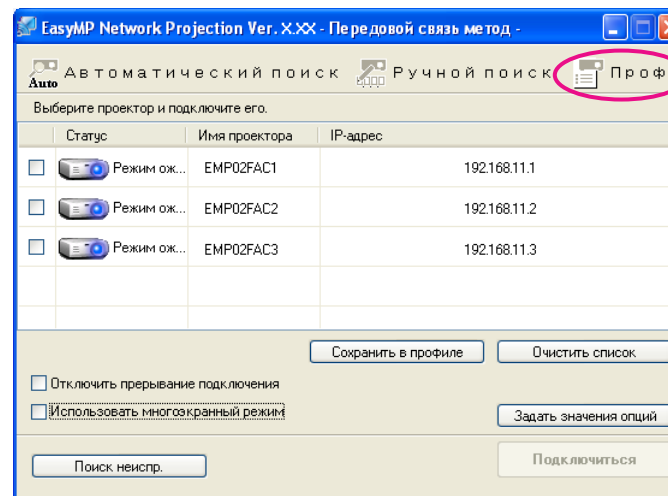 EasyMP Network Projection Ver. X.XX - Передовой связь метод -
Auto Автоматический поиск Ручной поиск Проф
Выберите проектор и подключите его.
Статус Имя проектора IP-адрес
Режим ож... EMP02FAC1 192.168.11.1
Режим ож... EMP02FAC2 192.168.11.2
Режим ож... EMP02FAC3 192.168.11.3
Сохранить в профиле Очистить список
Отключить прерывание подключения
Использовать многоэкранный режим
Задать значения опций
Поиск неиспр. Подключиться